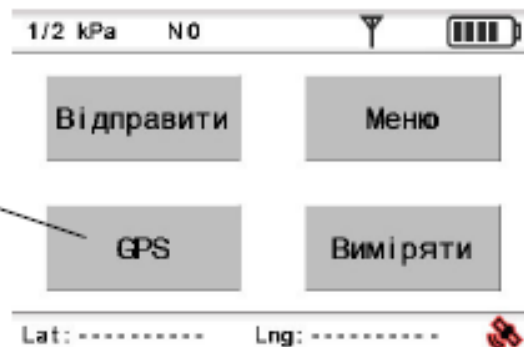 1/2 kPa N0
Відправити Меню
GPS Виміряти
Lat:---------- Lng:----------